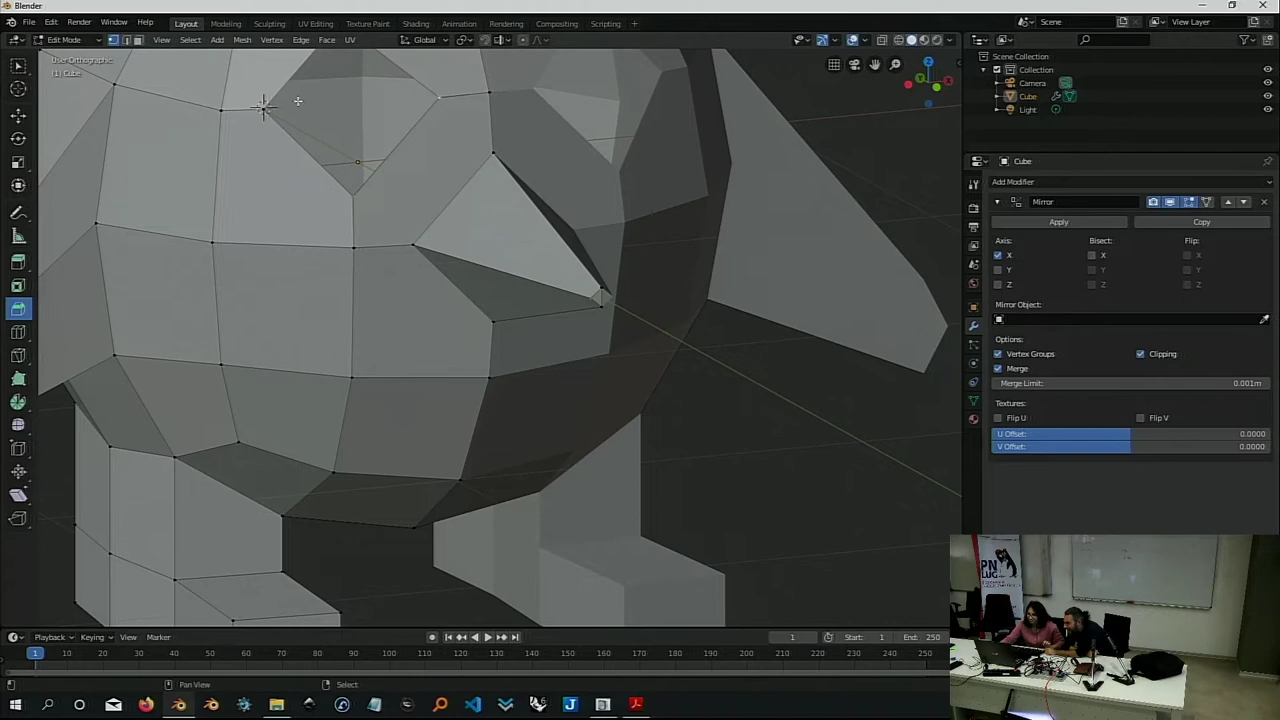 Blender
File Edit Render Window Help Layout Modeling Sculpting UV Editing Texture Paint Shading Animation Rendering Compositing Scripting + Scene View Layer
Edit Mode View Select Add Mesh Vertex Edge Face UV Global
User Orthographic
(1) Cube
Scene Collection
Collection
Camera
Cube
Light
Cube
Add Modifier
Mirror
Apply Copy
Axis: Bisect: Flip:
X X X
Y Y Y
Z Z Z
Mirror Object:
Options:
Vertex Groups Clipping
Merge
Merge Limit: 0.001m
Textures:
Flip U Flip V
U Offset: 0.0000
V Offset: 0.0000
PN
LUG
Playback Keying View Marker 1 Start: 1 End: 250
1 10 20 30 40 50 60 70 80 90 100 110 120 130 140 150 160 170 180 190 200 210 220 230 240 250
Pan View Select